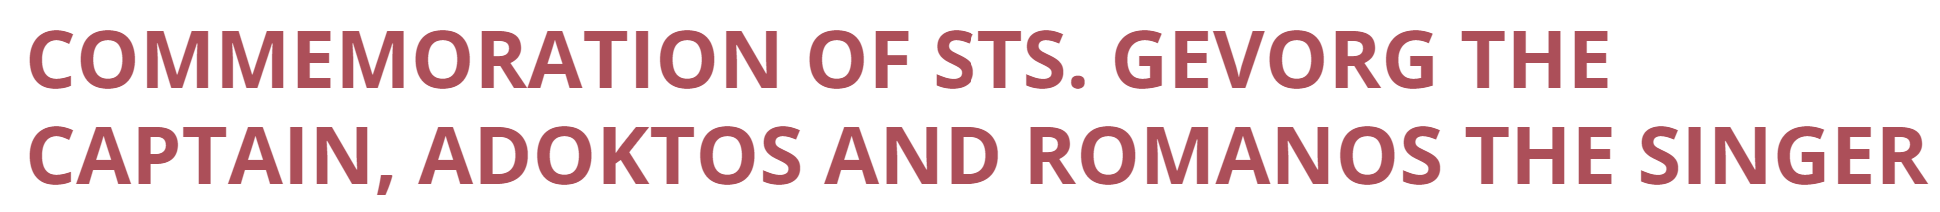 COMMEMORATION OF STS. GEVORG THE
CAPTAIN, ADOKTOS AND ROMANOS THE SINGER